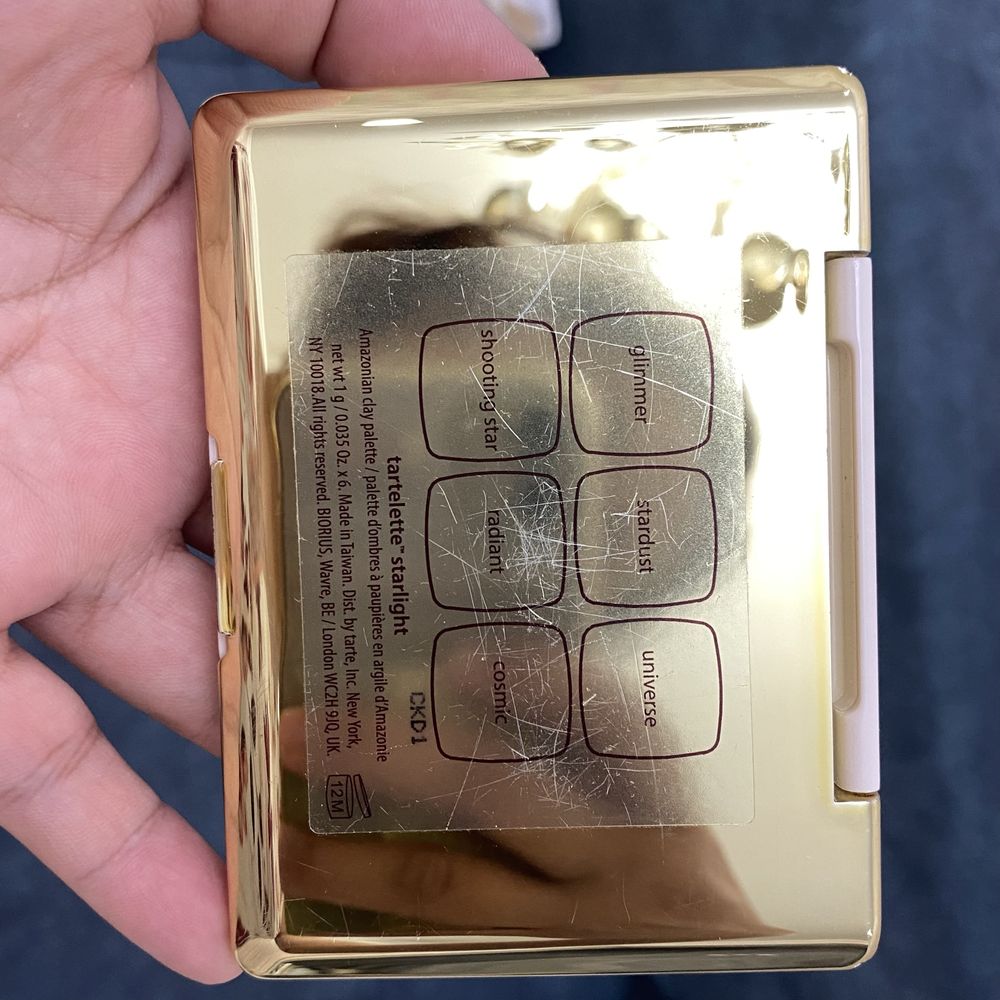 glimmer stardust universe
shooting star radiant cosmic
CKD1
tartelette™ starlight
Amazonian clay palette / palette d'ombres à paupières en argile d'Amazonie
net wt 1 g / 0.035 Oz. x 6. Made in Taiwan. Dist. by tarte, Inc. New York,
NY 10018.All rights reserved. BIORIUS, Wavre, BE / London WC2H 9JQ, UK.
12M